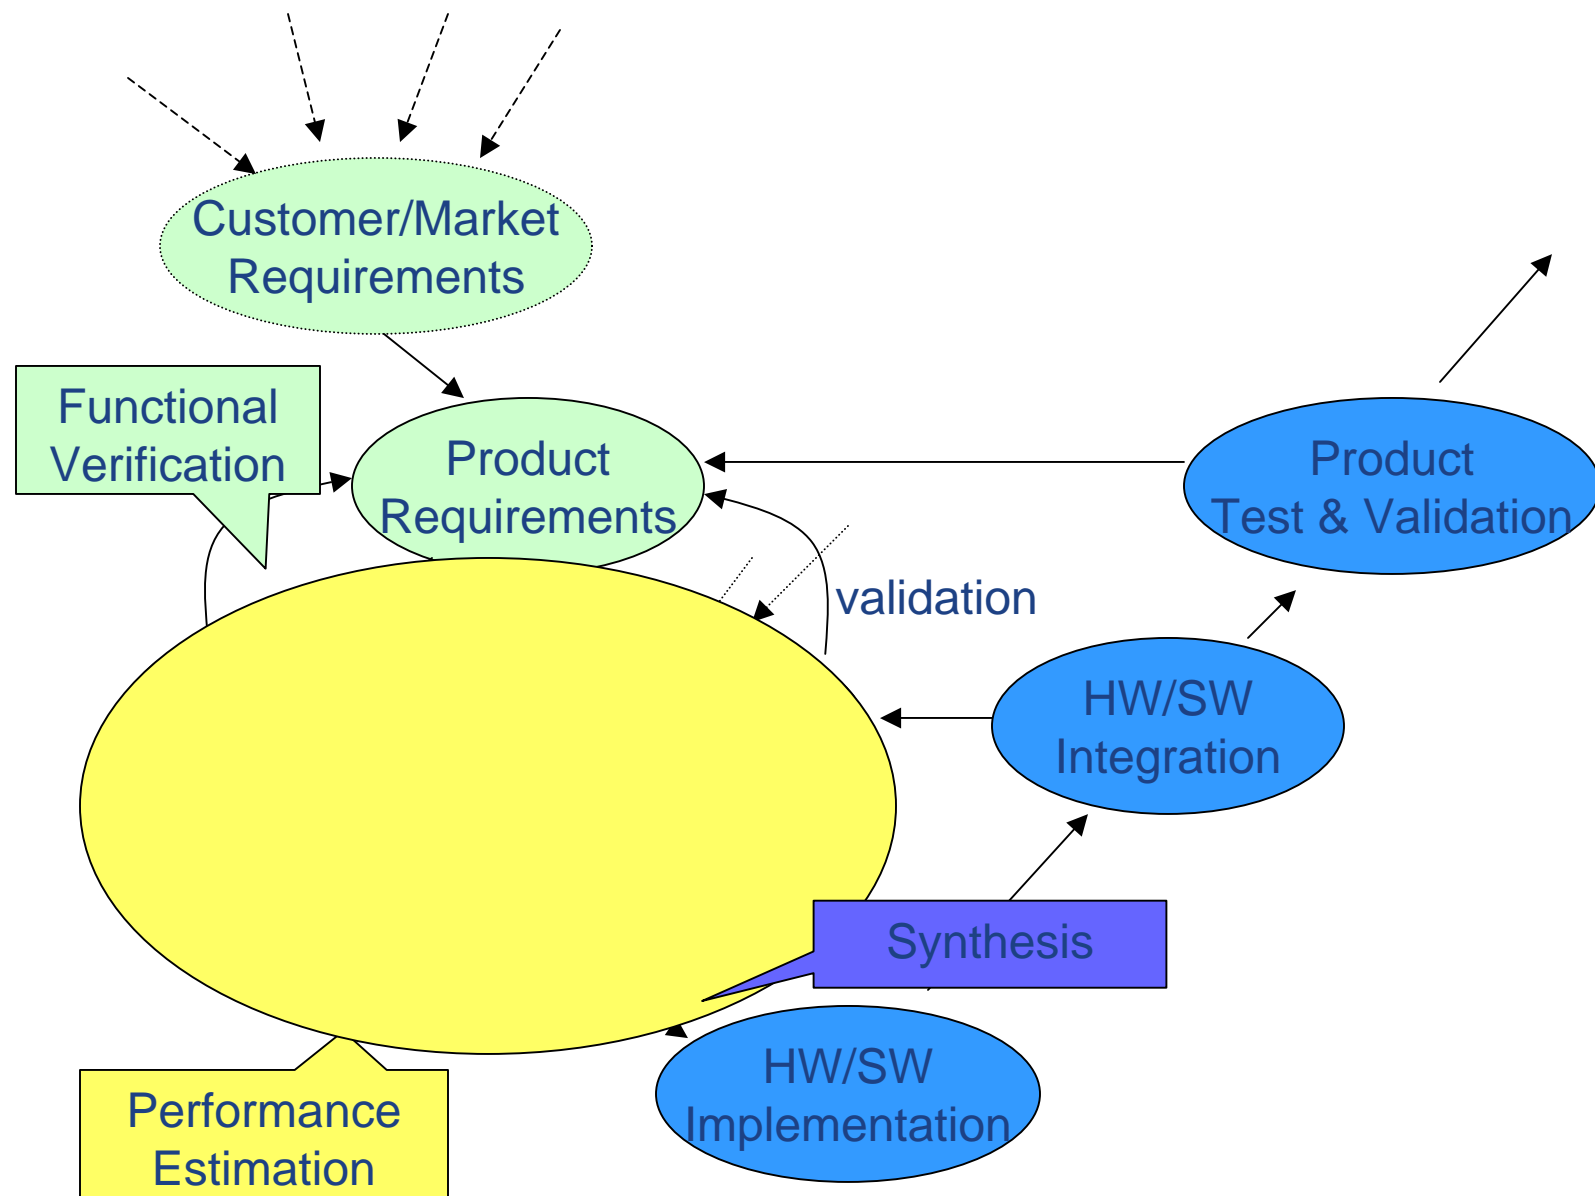 Customer/Market
Requirements
Functional
Verification
Product
Requirements
Product
Test & Validation
validation
HW/SW
Integration
Synthesis
HW/SW
Implementation
Performance
Estimation